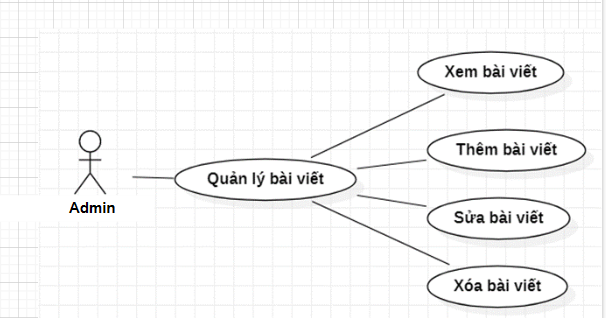 Xem bài viết
Thêm bài viết
Quản lý bài viết
Admin
Sửa bài viết
Xóa bài viết